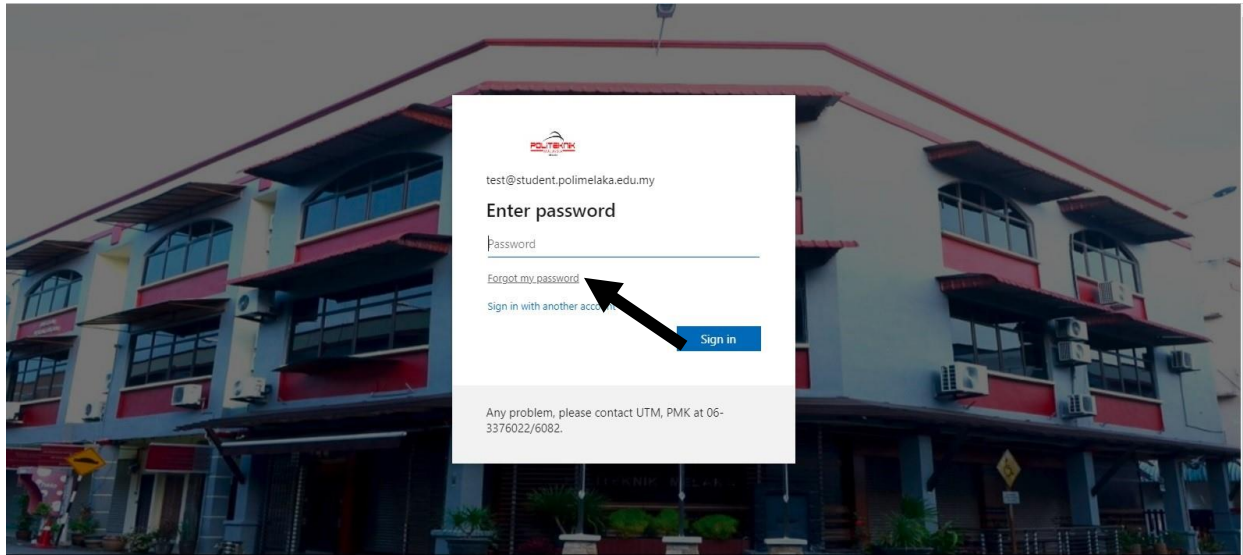 POLITEKNIK
test@student.polimelaka.edu.my
Enter password
Password
Forgot my password
Sign in with another account
Sign in
Any problem, please contact UTM, PMK at 06-
3376022/6082.